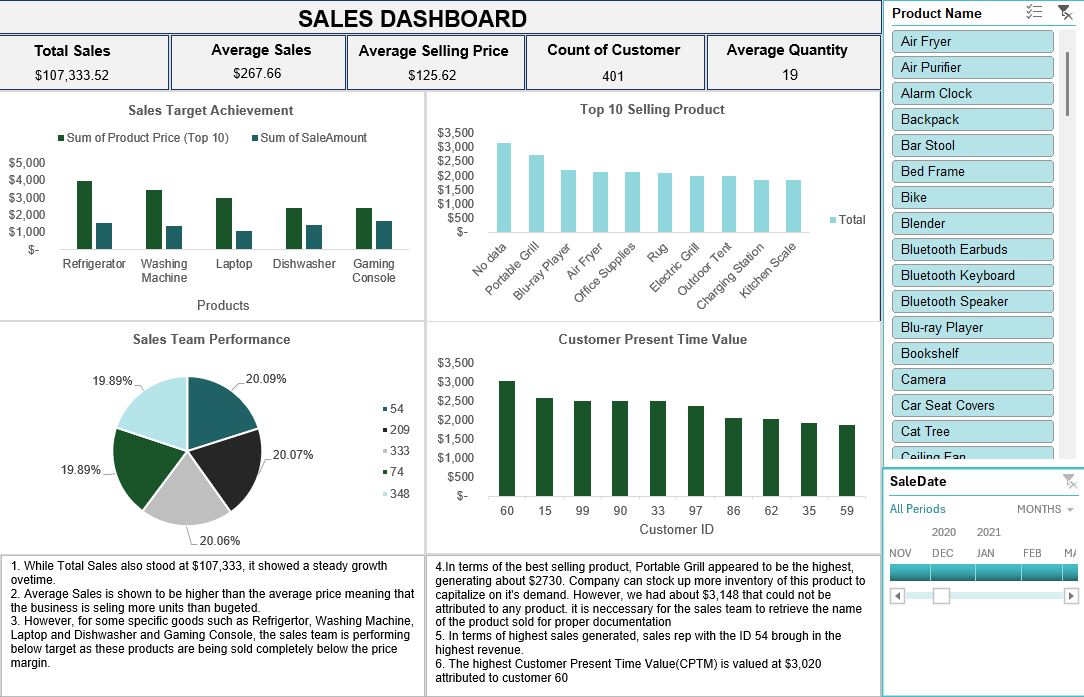 SALES DASHBOARD
Total Sales
$107,333.52
Average Sales
$267.66
Average Selling Price
$125.62
Count of Customer
401
Average Quantity
19
Sales Target Achievement
Sum of Product Price (Top 10)
Sum of SaleAmount
$5,000
$4,000
$3,000
$2,000
$1,000
$-
Refrigerator
Washing
Machine
Laptop
Dishwasher
Gaming
Console
Products
Top 10 Selling Product
$3,500
$3,000
$2,500
$2,000
$1,500
$1,000
$500
$-
No data
Portable Grill
Blu-ray Player
Air Fryer
Office Supplies
Rug
Electric Grill
Outdoor Tent
Charging Station
Kitchen Scale
Total
Sales Team Performance
19.89%
20.09%
20.07%
19.89%
20.06%
54
209
333
74
348
Customer Present Time Value
$3,500
$3,000
$2,500
$2,000
$1,500
$1,000
$500
$-
60
15
99
90
33
97
86
62
35
59
Customer ID
1. While Total Sales also stood at $107,333, it showed a steady growth
ovetime.
2. Average Sales is shown to be higher than the average price meaning that
the business is seling more units than bugeted.
3. However, for some specific goods such as Refrigertor, Washing Machine,
Laptop and Dishwasher and Gaming Console, the sales team is performing
below target as these products are being sold completely below the price
margin.
4.In terms of the best selling product, Portable Grill appeared to be the highest,
generating about $2730. Company can stock up more inventory of this product to
capitalize on it's demand. However, we had about $3,148 that could not be
attributed to any product. it is neccessary for the sales team to retrieve the name
of the product sold for proper documentation
5. In terms of highest sales generated, sales rep with the ID 54 brough in the
highest revenue.
6. The highest Customer Present Time Value(CPTM) is valued at $3,020
attributed to customer 60
Product Name
Air Fryer
Air Purifier
Alarm Clock
Backpack
Bar Stool
Bed Frame
Bike
Blender
Bluetooth Earbuds
Bluetooth Keyboard
Bluetooth Speaker
Blu-ray Player
Bookshelf
Camera
Car Seat Covers
Cat Tree
Ceiling Fan
SaleDate
All Periods
MONTHS
2020
2021
NOV
DEC
JAN
FEB
MA